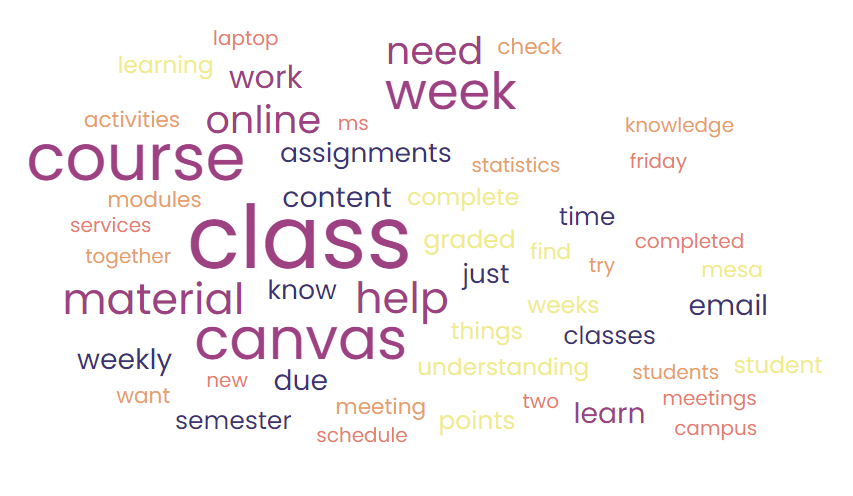 laptop
need check
learning work
week
activities online ms
knowledge
course assignments statistics friday
modules content complete
services class time
together graded find try completed
just mesa
material know help weeks email
canvas things classes
weekly understanding students student
want new due
semester meeting two learn meetings
schedule points campus